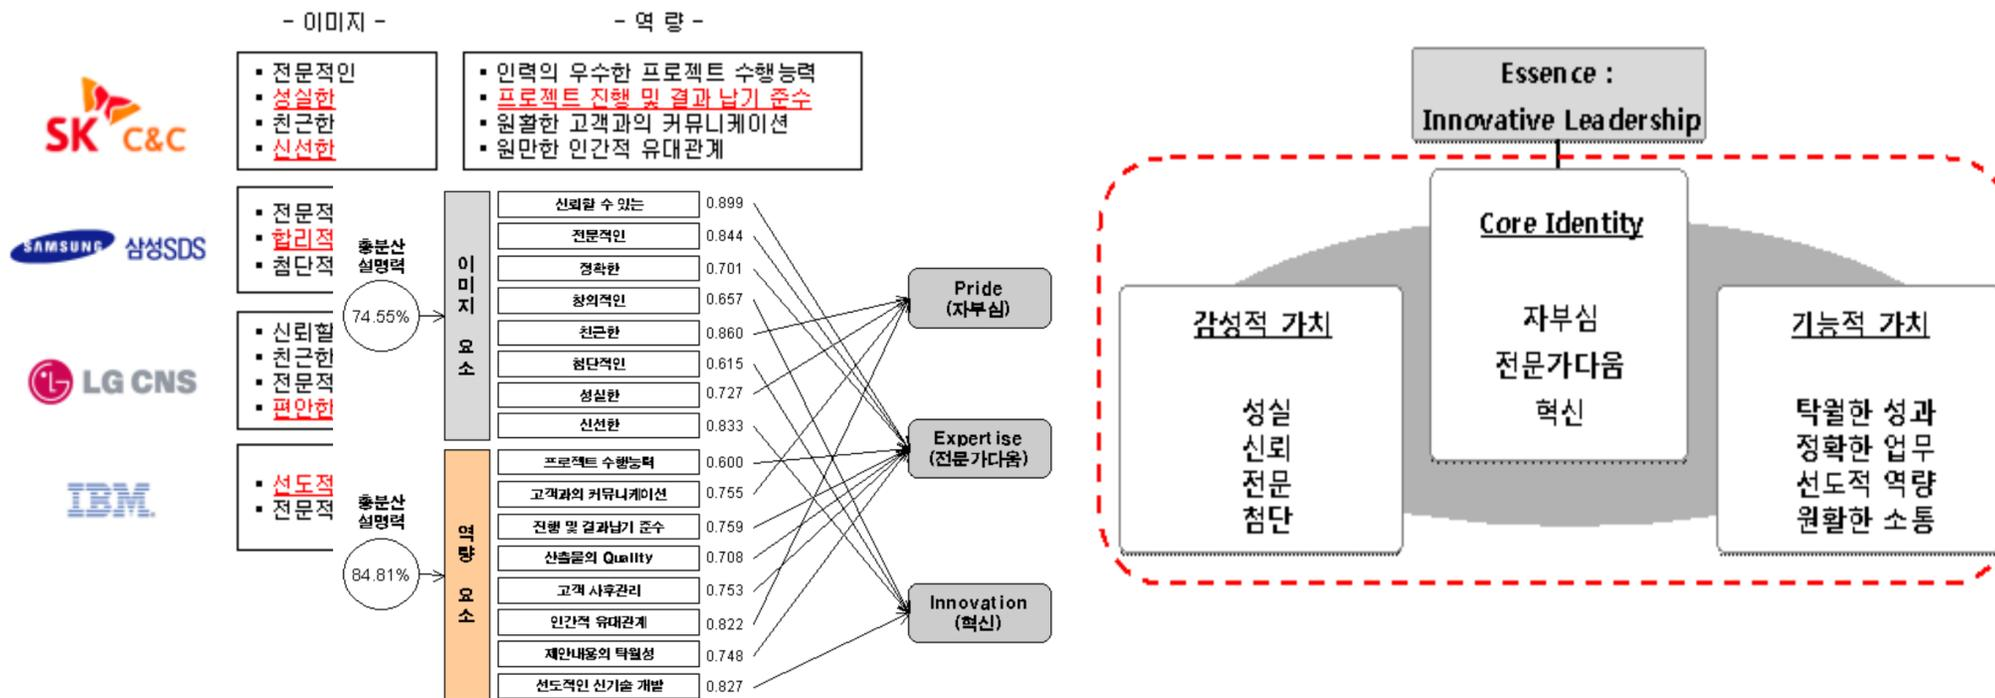 - 이미지 -
- 역 량 -
SK C&C
▪ 전문적인
▪ 성실한
▪ 친근한
▪ 신선한
▪ 인력의 우수한 프로젝트 수행능력
▪ 프로젝트 진행 및 결과 납기 준수
▪ 원활한 고객과의 커뮤니케이션
▪ 원만한 인간적 유대관계
SAMSUNG 삼성SDS
▪ 전문적
▪ 합리적
▪ 첨단적
LG CNS
▪ 신뢰할
▪ 친근한
▪ 전문적
▪ 편안한
IBM
▪ 선도적
▪ 전문적
총분산
설명력
74.55%
이미지 요소
신뢰할 수 있는 0.899
전문적인 0.844
정확한 0.701
창의적인 0.657
친근한 0.860
첨단적인 0.615
성실한 0.727
신선한 0.833
총분산
설명력
84.81%
역량 요소
프로젝트 수행능력 0.600
고객과의 커뮤니케이션 0.755
진행 및 결과납기 준수 0.759
산출물의 Quality 0.708
고객 사후관리 0.753
인간적 유대관계 0.822
제안내용의 탁월성 0.748
선도적인 신기술 개발 0.827
Pride
(자부심)
Expertise
(전문가다움)
Innovation
(혁신)
Essence :
Innovative Leadership
Core Identity
자부심
전문가다움
혁신
감성적 가치
성실
신뢰
전문
첨단
기능적 가치
탁월한 성과
정확한 업무
선도적 역량
원활한 소통